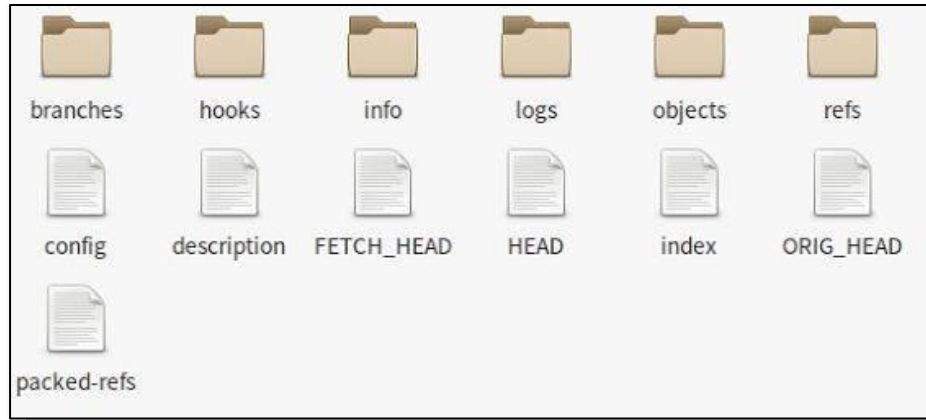 branches hooks info logs objects refs
config description FETCH_HEAD HEAD index ORIG_HEAD
packed-refs